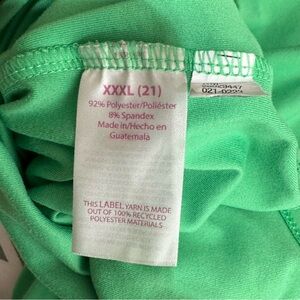 XXXL (21)
92% Polyester/Poliéster
8% Spandex
Made in/Hecho en
Guatemala
THIS LABEL YARN IS MADE
OUT OF 100% RECYCLED
POLYESTER MATERIALS